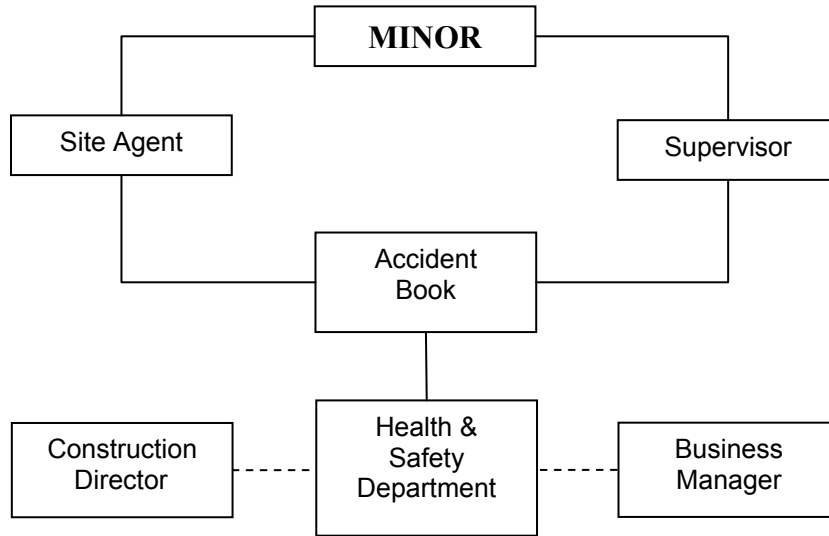 MINOR
Site Agent
Supervisor
Accident
Book
Construction
Director
Health &
Safety
Department
Business
Manager